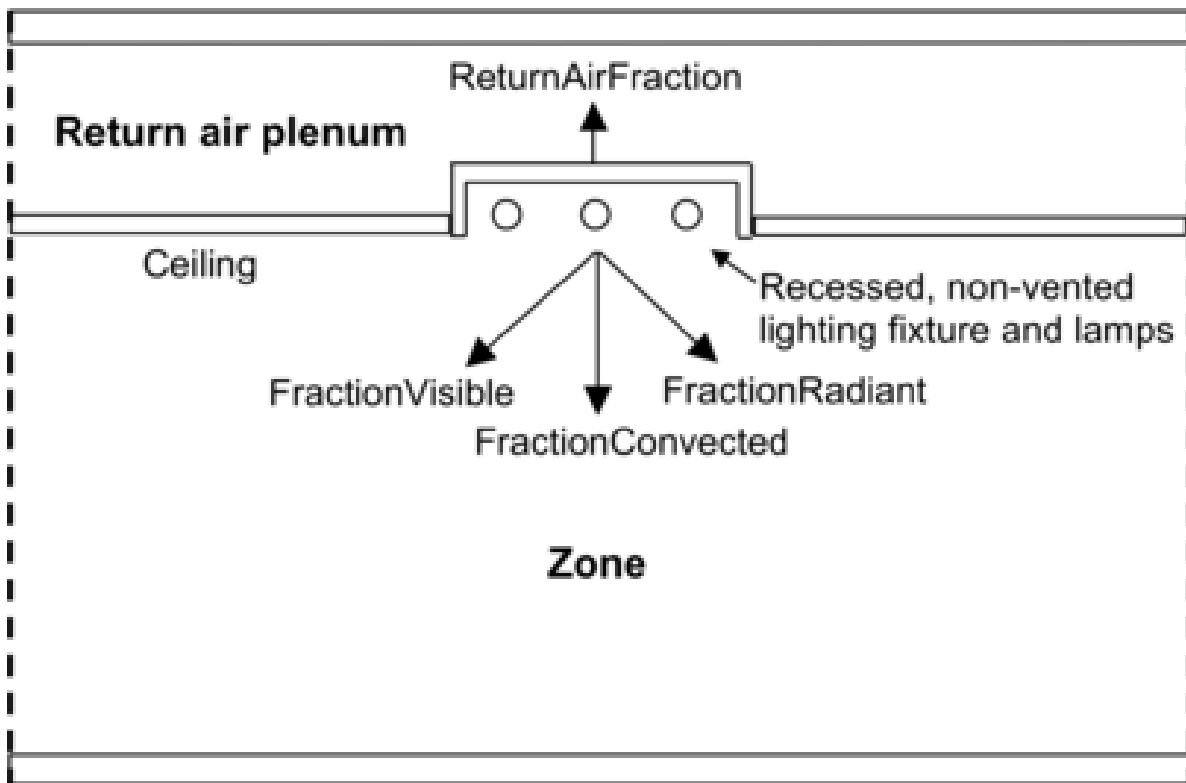 ReturnAirFraction
Return air plenum
Ceiling
Recessed, non-vented
lighting fixture and lamps
FractionVisible
FractionRadiant
FractionConvected
Zone